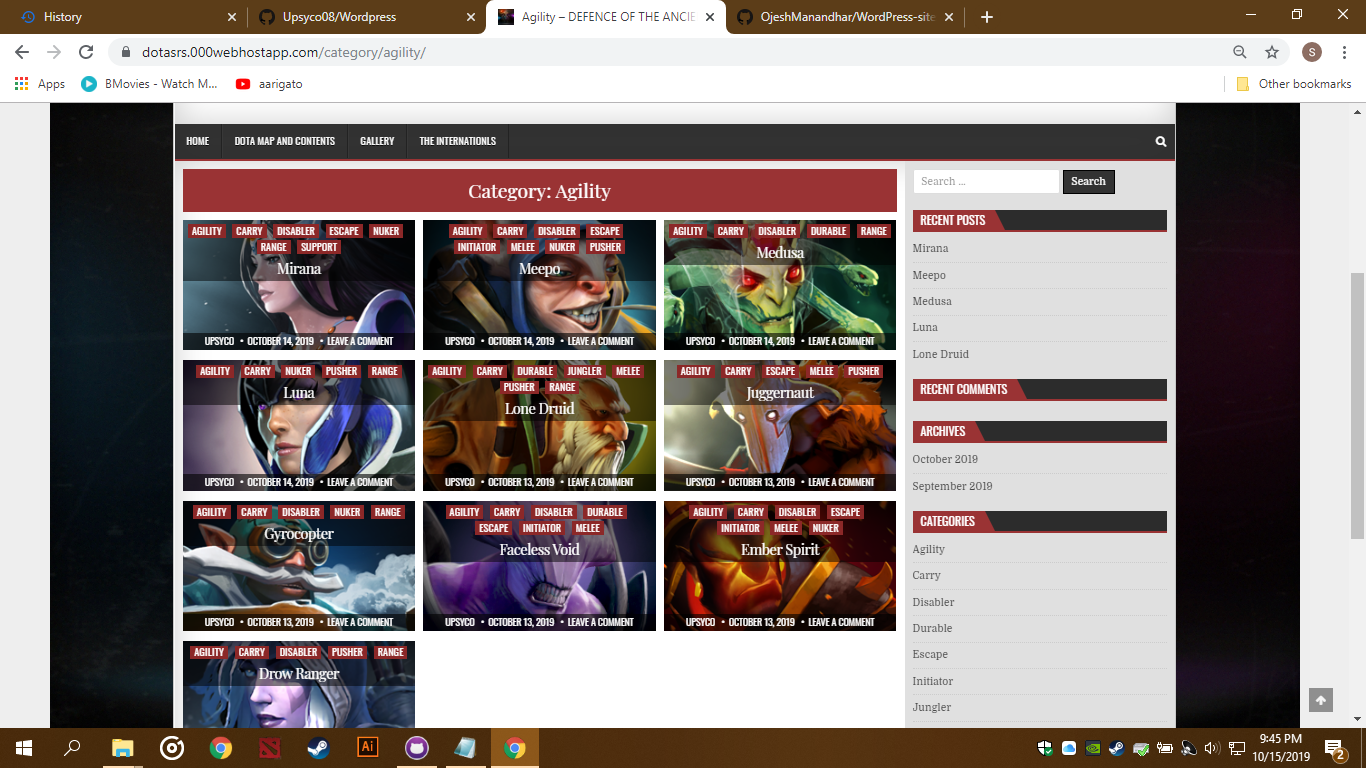 History
Upsyco08/Wordpress
Agility – DEFENCE OF THE ANCIE
OjeshManandhar/WordPress-site
dotasrs.000webhostapp.com/category/agility/
S
Apps
BMovies - Watch M...
aarigato
Other bookmarks
HOME
DOTA MAP AND CONTENTS
GALLERY
THE INTERNATIONLS
Category: Agility
AGILITY CARRY DISABLER ESCAPE NUKER
RANGE SUPPORT
Mirana
UPSYCO • OCTOBER 14, 2019 • LEAVE A COMMENT
AGILITY CARRY DISABLER ESCAPE
INITIATOR MELEE NUKER PUSHER
Meepo
UPSYCO • OCTOBER 14, 2019 • LEAVE A COMMENT
AGILITY CARRY DISABLER DURABLE RANGE
Medusa
UPSYCO • OCTOBER 14, 2019 • LEAVE A COMMENT
AGILITY CARRY NUKER PUSHER RANGE
Luna
UPSYCO • OCTOBER 14, 2019 • LEAVE A COMMENT
AGILITY CARRY DURABLE JUNGLER MELEE
PUSHER RANGE
Lone Druid
UPSYCO • OCTOBER 13, 2019 • LEAVE A COMMENT
AGILITY CARRY ESCAPE MELEE PUSHER
Juggernaut
UPSYCO • OCTOBER 13, 2019 • LEAVE A COMMENT
AGILITY CARRY DISABLER NUKER RANGE
Gyrocopter
UPSYCO • OCTOBER 13, 2019 • LEAVE A COMMENT
AGILITY CARRY DISABLER DURABLE
ESCAPE INITIATOR MELEE
Faceless Void
UPSYCO • OCTOBER 13, 2019 • LEAVE A COMMENT
AGILITY CARRY DISABLER ESCAPE
INITIATOR MELEE NUKER
Ember Spirit
UPSYCO • OCTOBER 13, 2019 • LEAVE A COMMENT
AGILITY CARRY DISABLER PUSHER RANGE
Drow Ranger
Search ...
Search
RECENT POSTS
Mirana
Meepo
Medusa
Luna
Lone Druid
RECENT COMMENTS
ARCHIVES
October 2019
September 2019
CATEGORIES
Agility
Carry
Disabler
Durable
Escape
Initiator
Jungler
Ai
9:45 PM
10/15/2019
2